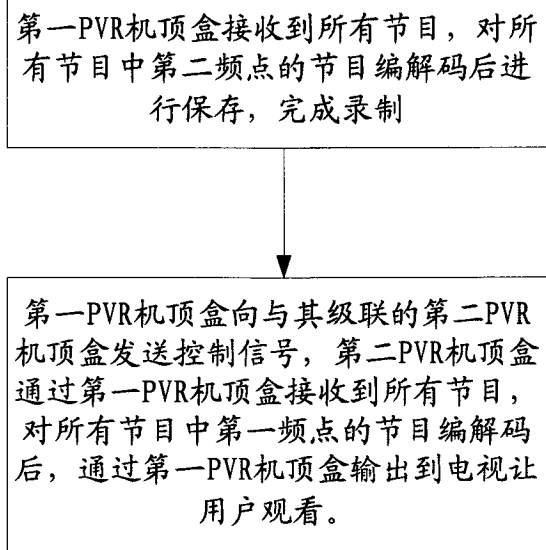 第一PVR机顶盒接收到所有节目，对所
有节目中第二频点的节目编解码后进
行保存，完成录制
第一PVR机顶盒向与其级联的第二PVR
机顶盒发送控制信号，第二PVR机顶盒
通过第一PVR机顶盒接收到所有节目，
对所有节目中第一频点的节目编解码
后，通过第一PVR机顶盒输出到电视让
用户观看。